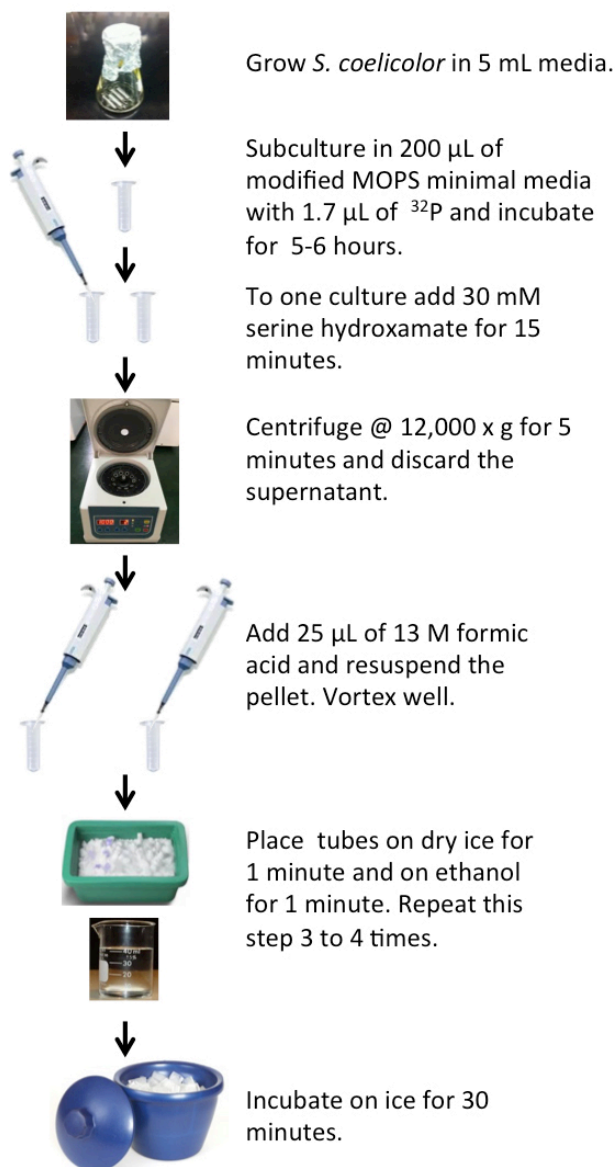 Grow S. coelicolor in 5 mL media.
Subculture in 200 µL of
modified MOPS minimal media
with 1.7 µL of ³²P and incubate
for 5-6 hours.
To one culture add 30 mM
serine hydroxamate for 15
minutes.
Centrifuge @ 12,000 x g for 5
minutes and discard the
supernatant.
Add 25 µL of 13 M formic
acid and resuspend the
pellet. Vortex well.
Place tubes on dry ice for
1 minute and on ethanol
for 1 minute. Repeat this
step 3 to 4 times.
30
20
Incubate on ice for 30
minutes.